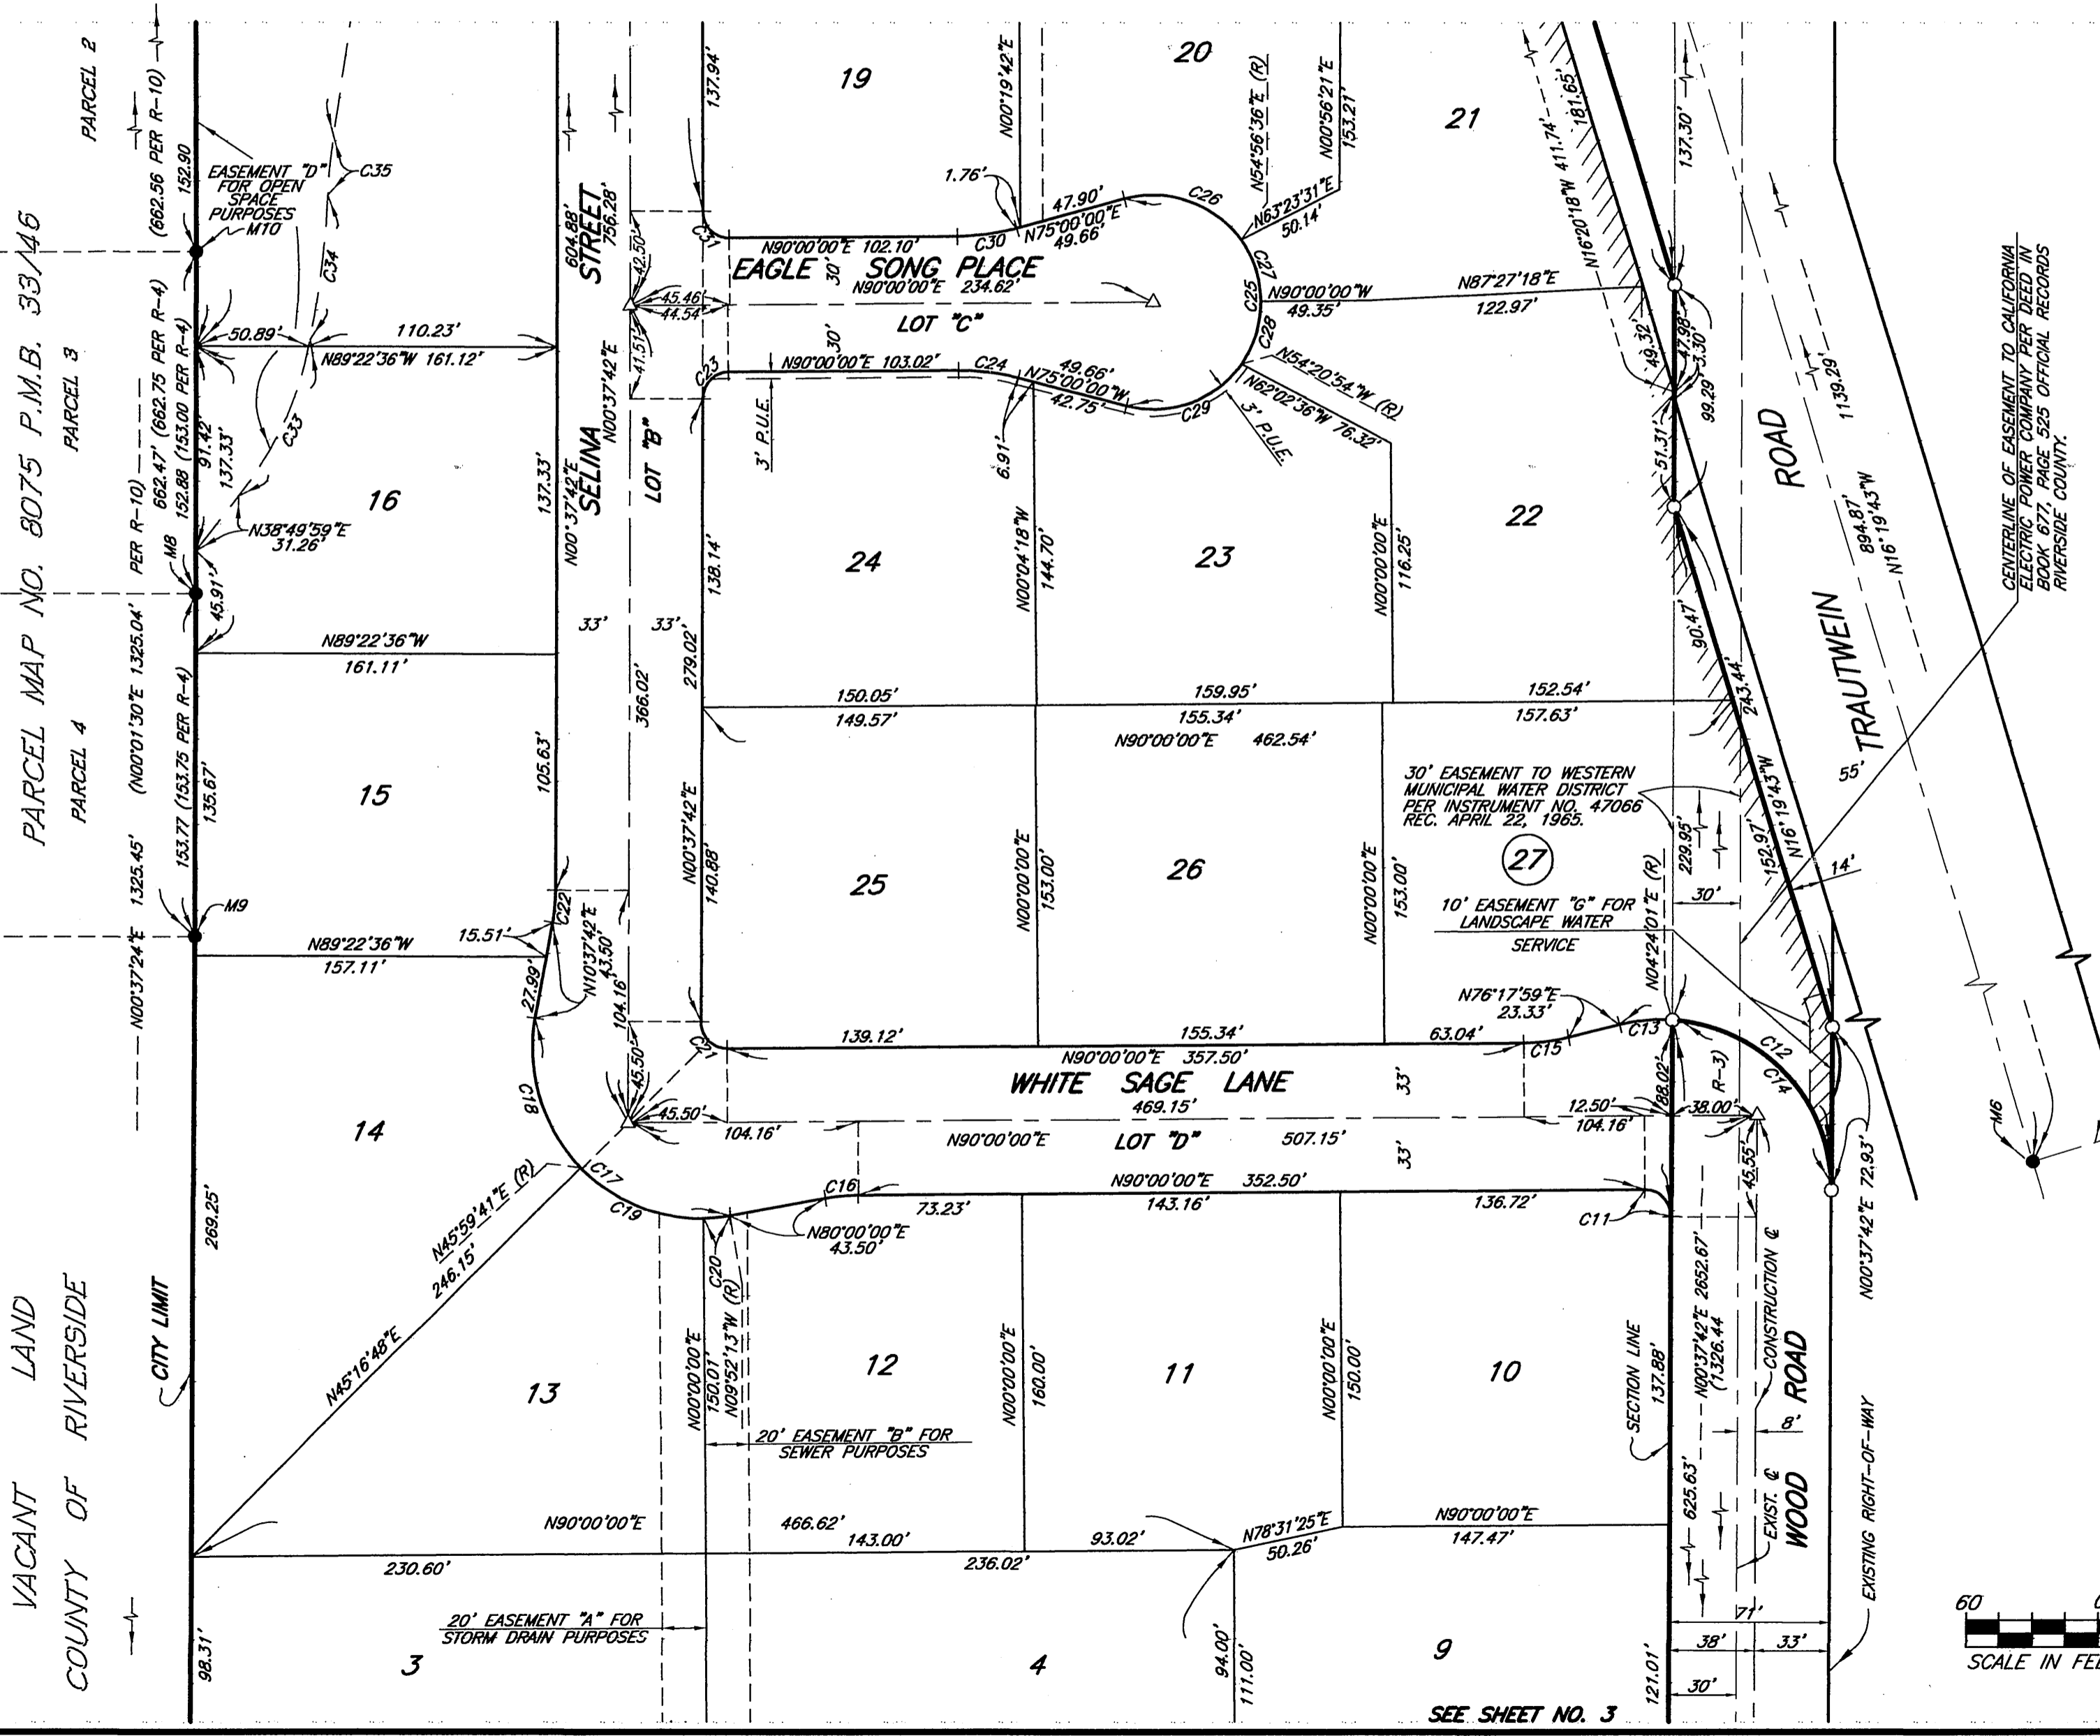 PARCEL MAP NO. 8075 P.M.B. 33/46
PARCEL 2
PARCEL 3
PARCEL 4
(662.56 PER R-10)
152.90
662.47' (662.75 PER R-4)
152.88 (153.00 PER R-4)
91.42'
137.33'
PER R-10)
M8
45.91'
(N00°01'30"E 1325.04'
153.77 (153.75 PER R-4)
135.67'
N00°37'24"E 1325.45'
M9
269.25'
98.31'
CITY LIMIT
VACANT LAND
COUNTY OF RIVERSIDE
EASEMENT "D"
FOR OPEN
SPACE
PURPOSES
M10
C35
C34
C33
50.89'
110.23'
N89°22'36"W 161.12'
N38°49'59"E
31.26'
16
137.33'
N00°37'42"E
604.88'
N89°22'36"W
161.11'
15
105.63'
N89°22'36"W
157.11'
15.51'
27.99'
C22
N10°37'42"E
43.50'
104.16'
14
C18
C17
C19
N45°59'41"E (R)
246.15'
N45°16'48"E
13
SELINA STREET
756.28'
N00°37'42"E
LOT "B"
42.50'
41.51'
45.46'
44.54'
33'
33'
366.02'
279.02'
138.14'
N00°37'42"E
140.88'
137.94'
19
20
21
N00°19'42"E
1.76'
47.90'
N75°00'00"E
49.66'
C26
N54°56'36"E (R)
N00°56'21"E
153.21'
N63°23'31"E
50.14'
C31
N90°00'00"E 102.10'
C30
EAGLE SONG PLACE
30'
N90°00'00"E 234.62'
LOT "C"
30'
C27
C25
C28
N90°00'00"W
49.35'
N87°27'18"E
122.97'
C23
N90°00'00"E 103.02'
C24
49.66'
N75°00'00"W
42.75'
C29
3' P.U.E.
3' P.U.E.
6.91'
N54°20'54"W (R)
N62°02'36"W 76.32'
24
N00°04'18"W
144.70'
23
N00°00'00"E
116.25'
22
150.05'
159.95'
152.54'
149.57'
155.34'
157.63'
N90°00'00"E 462.54'
25
N00°00'00"E
153.00'
26
N00°00'00"E
153.00'
30' EASEMENT TO WESTERN
MUNICIPAL WATER DISTRICT
PER INSTRUMENT NO. 47066
REC. APRIL 22, 1965.
27
10' EASEMENT "G" FOR
LANDSCAPE WATER
SERVICE
N04°24'01"E (R)
229.95'
30'
N76°17'59"E
23.33'
C21
139.12'
155.34'
63.04'
C15
C13
C12
C14
N90°00'00"E 357.50'
WHITE SAGE LANE
33'
45.50'
45.50'
469.15'
104.16'
N90°00'00"E
LOT "D"
507.15'
33'
12.50'
104.16'
38.00'
88.02'
R-3)
45.55'
C16
N90°00'00"E 352.50'
73.23'
143.16'
136.72'
C11
N80°00'00"E
43.50'
C20
N00°00'00"E
150.01'
N09°52'13"W (R)
12
20' EASEMENT "B" FOR
SEWER PURPOSES
N00°00'00"E
160.00'
11
N00°00'00"E
150.00'
10
SECTION LINE
137.88'
N00°37'42"E 2652.67'
(1326.44
625.63'
CONSTRUCTION ℄
EXIST. ℄
8'
WOOD ROAD
EXISTING RIGHT-OF-WAY
N00°37'42"E 72.93'
N90°00'00"E
466.62'
143.00'
93.02'
N78°31'25"E
50.26'
N90°00'00"E
147.47'
230.60'
236.02'
20' EASEMENT "A" FOR
STORM DRAIN PURPOSES
3
4
94.00'
111.00'
9
121.01'
71'
38'
33'
30'
SEE SHEET NO. 3
137.30'
181.65'
N16°20'18"W 411.74'
49.32'
47.98'
3.30'
99.29'
51.31'
90.47'
243.44'
N16°19'43"W
152.97'
14'
55'
TRAUTWEIN ROAD
1139.29'
894.87'
N16°19'43"W
CENTERLINE OF EASEMENT TO CALIFORNIA
ELECTRIC POWER COMPANY PER DEED IN
BOOK 677, PAGE 525 OFFICIAL RECORDS
RIVERSIDE COUNTY.
M6
60
SCALE IN FE